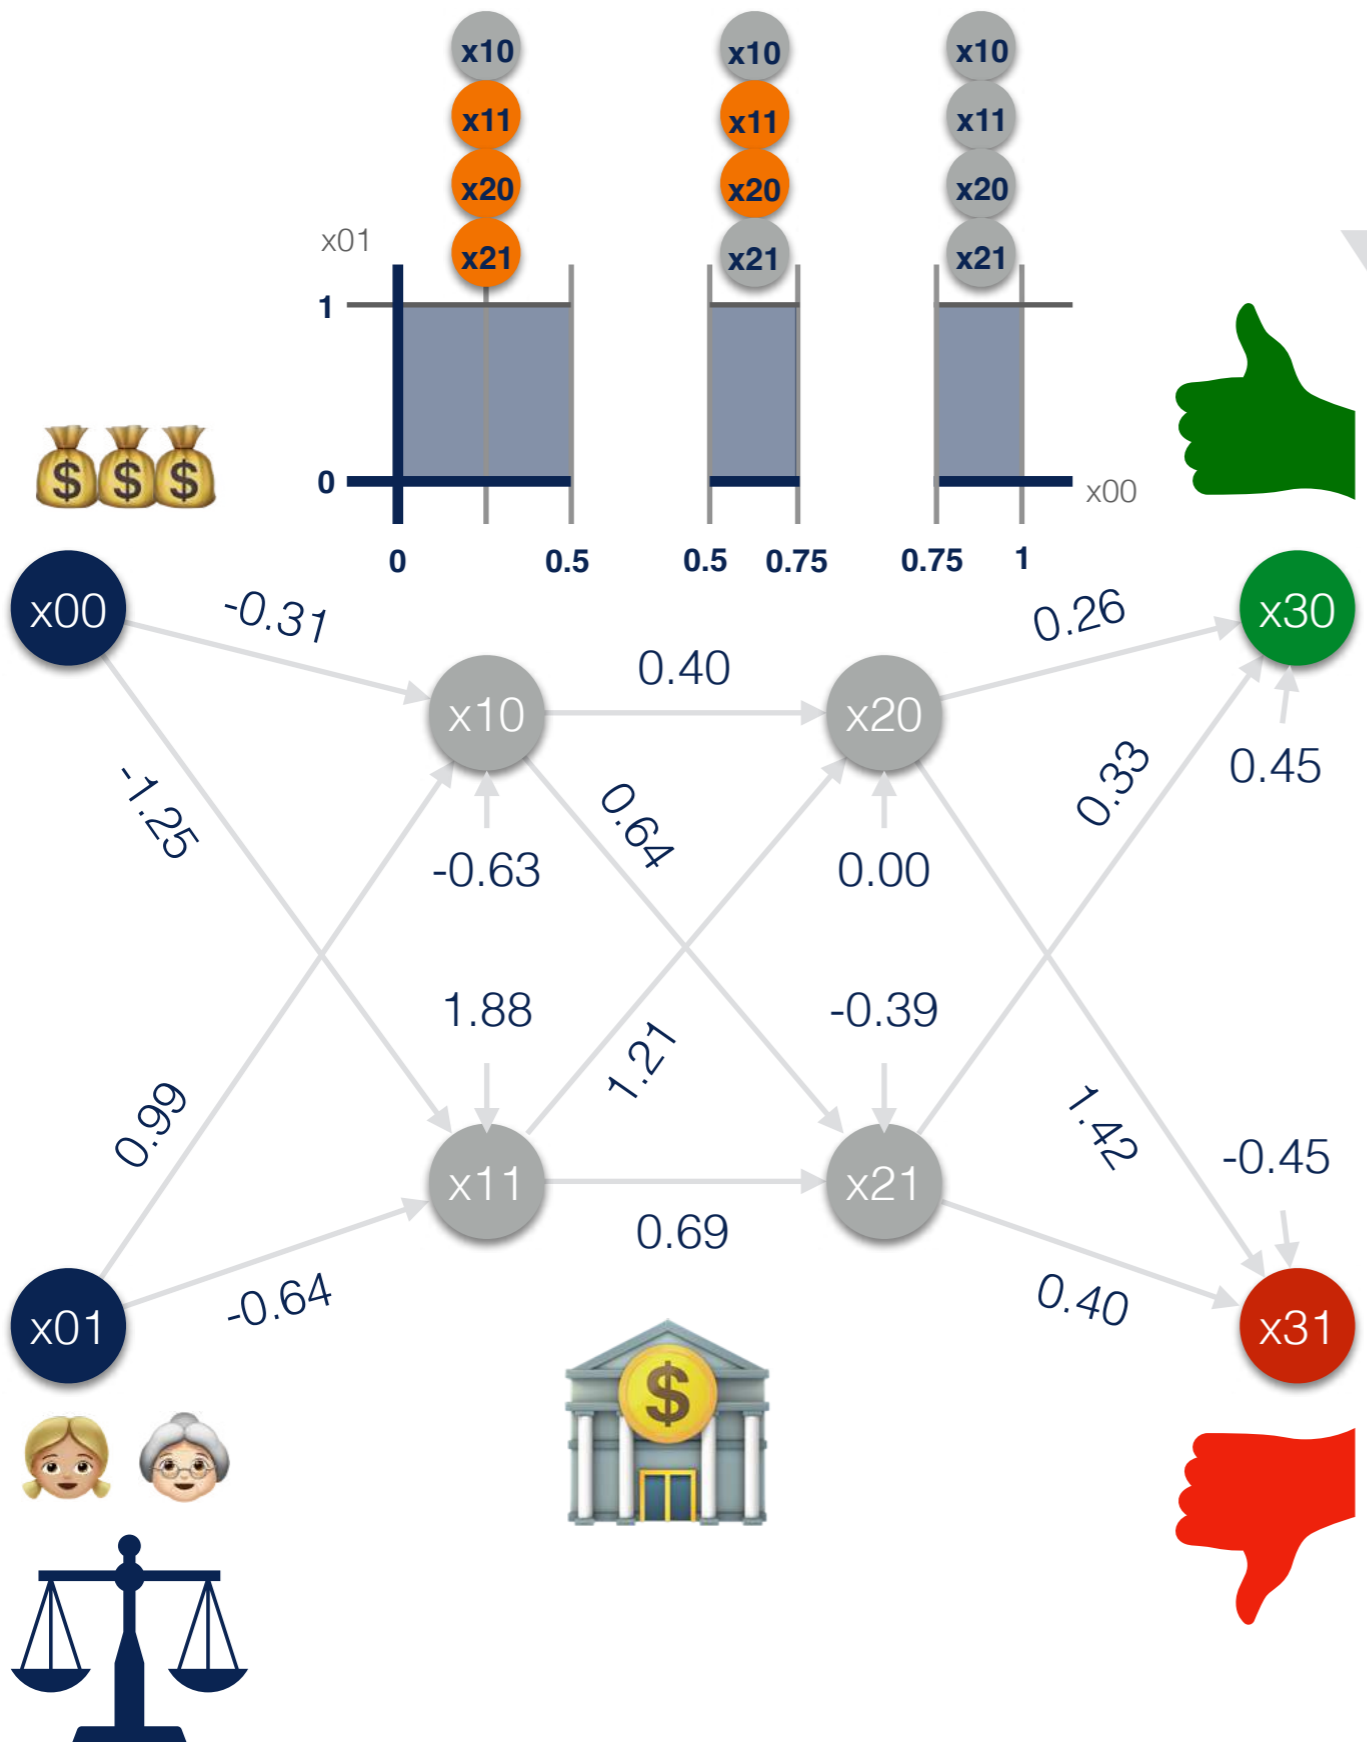 x10 x10 x10
x11 x11 x11
x20 x20 x20
x01
x21 x21 x21
1
$ $ $
0
x00
0 0.5 0.5 0.75 0.75 1
x00 -0.31 0.26 x30
0.40
x10 x20
-1.25 0.64 0.33 0.45
-0.63 0.00
1.88 -0.39
0.99 1.21 1.42 -0.45
x11 x21
0.69
-0.64 0.40
x01 x31
$